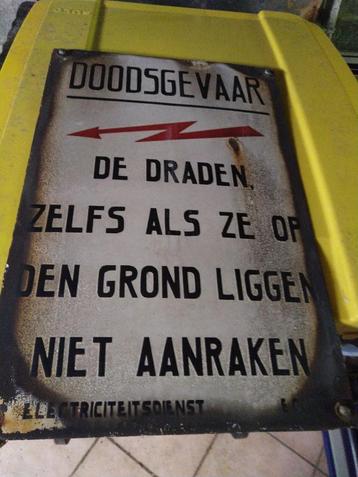 DOODSGEVAAR
DE DRADEN,
ZELFS ALS ZE OP
DEN GROND LIGGEN
NIET AANRAKEN
ELECTRICITEITSDIENST